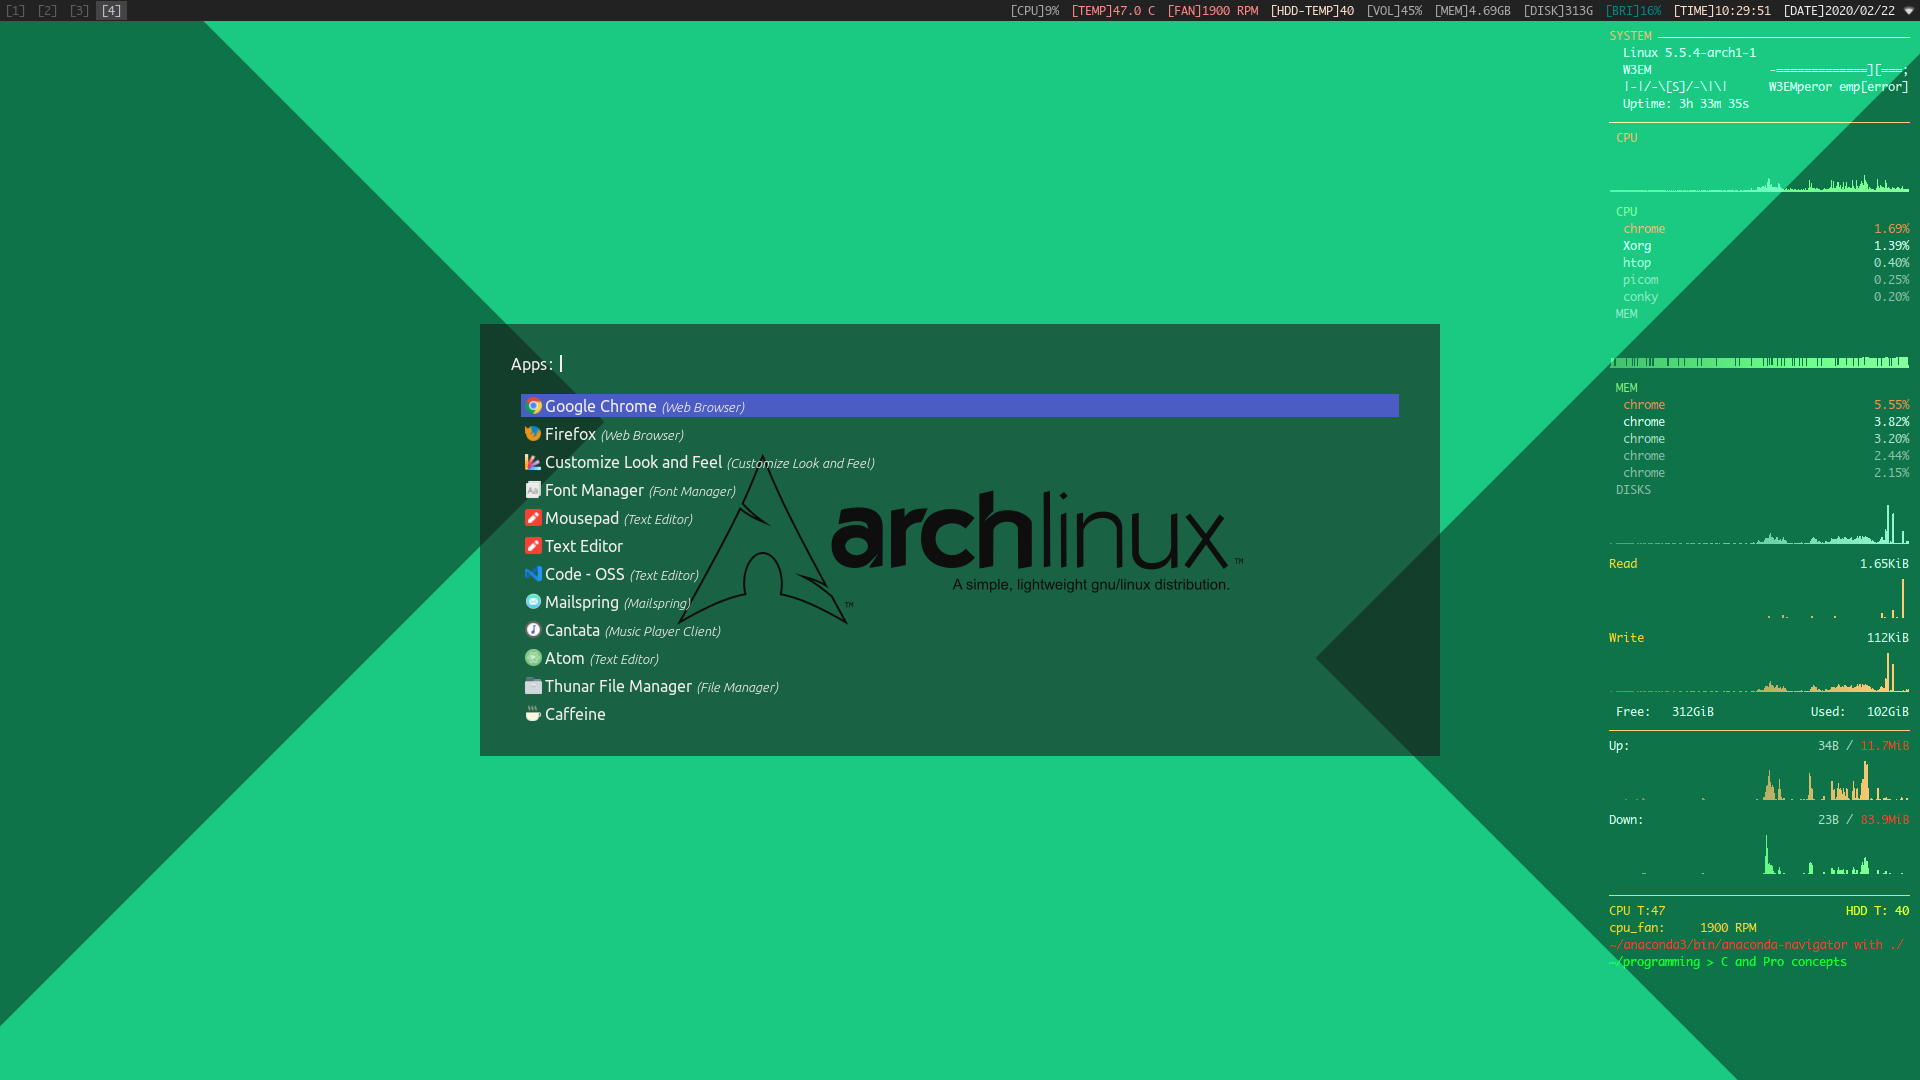 [1] [2] [3] [4] [CPU]9% [TEMP]47.0 C [FAN]1900 RPM [HDD-TEMP]40 [VOL]45% [MEM]4.69GB [DISK]313G [BRI]16% [TIME]10:29:51 [DATE]2020/02/22
Apps:
Google Chrome (Web Browser)
Firefox (Web Browser)
Customize Look and Feel (Customize Look and Feel)
Font Manager (Font Manager)
Mousepad (Text Editor)
Text Editor
Code - OSS (Text Editor)
Mailspring (Mailspring)
Cantata (Music Player Client)
Atom (Text Editor)
Thunar File Manager (File Manager)
Caffeine
archlinux ™
A simple, lightweight gnu/linux distribution.
™
SYSTEM
Linux 5.5.4-arch1-1
W3EM -=============][===;
|-|/-\[S]/-\|\| W3EMperor emp[error]
Uptime: 3h 33m 35s
CPU
CPU
chrome 1.69%
Xorg 1.39%
htop 0.40%
picom 0.25%
conky 0.20%
MEM
MEM
chrome 5.55%
chrome 3.82%
chrome 3.20%
chrome 2.44%
chrome 2.15%
DISKS
Read 1.65KiB
Write 112KiB
Free: 312GiB Used: 102GiB
Up: 34B / 11.7MiB
Down: 23B / 83.9MiB
CPU T:47 HDD T: 40
cpu_fan: 1900 RPM
~/anaconda3/bin/anaconda-navigator with ./
~/programming > C and Pro concepts